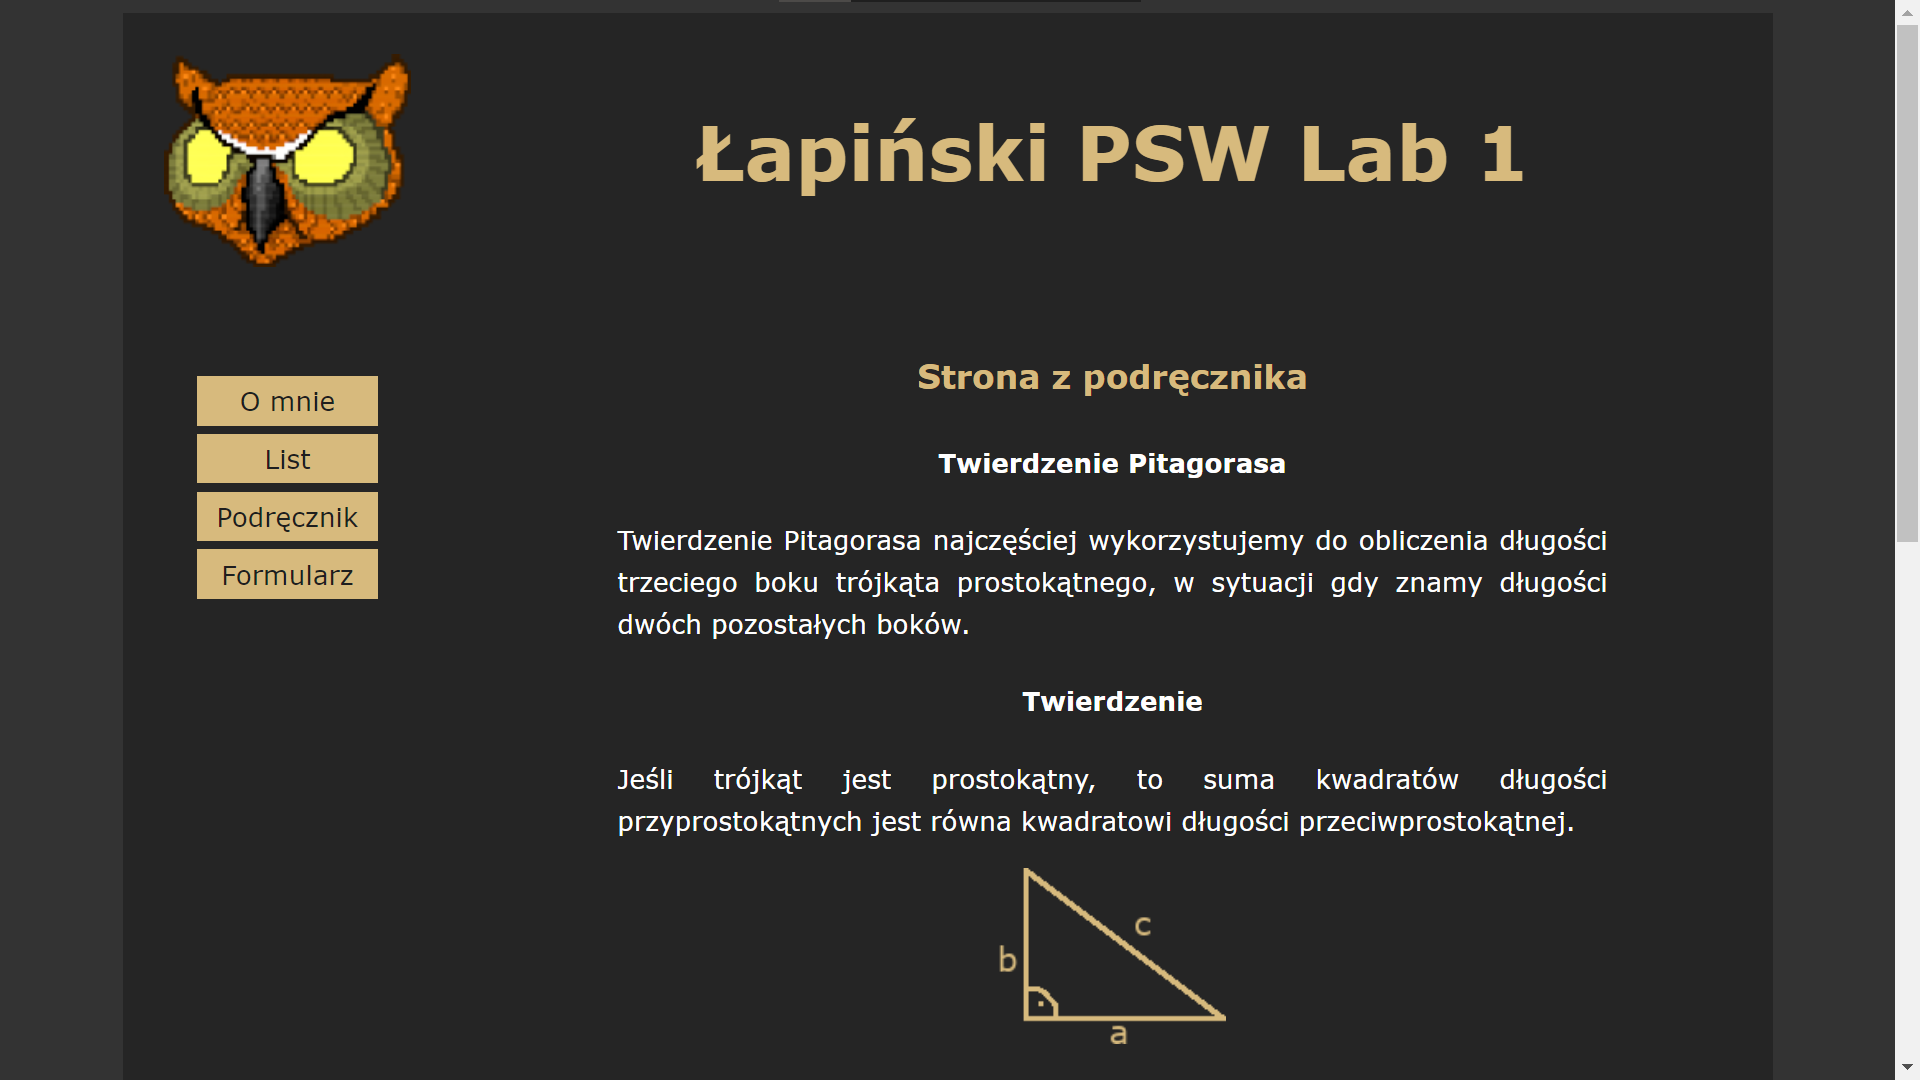 Łapiński PSW Lab 1
O mnie
List
Podręcznik
Formularz
Strona z podręcznika
Twierdzenie Pitagorasa
Twierdzenie Pitagorasa najczęściej wykorzystujemy do obliczenia długości
trzeciego boku trójkąta prostokątnego, w sytuacji gdy znamy długości
dwóch pozostałych boków.
Twierdzenie
Jeśli trójkąt jest prostokątny, to suma kwadratów długości
przyprostokątnych jest równa kwadratowi długości przeciwprostokątnej.
c
b
a